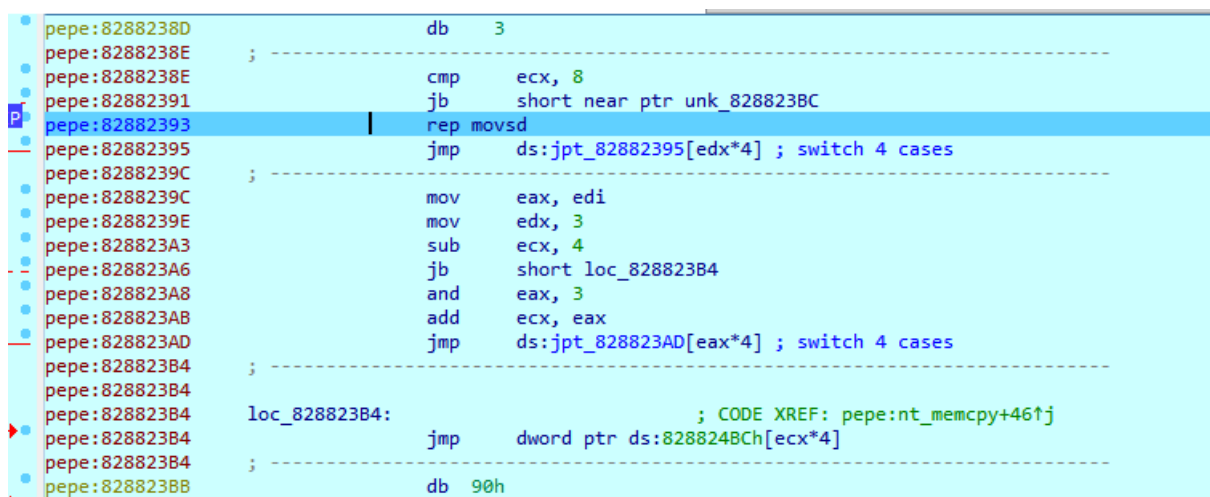 pepe:8288238D db 3
pepe:8288238E ; ---------------------------------------------------------------------------
pepe:8288238E cmp ecx, 8
pepe:82882391 jb short near ptr unk_828823BC
P
pepe:82882393 rep movsd
pepe:82882395 jmp ds:jpt_82882395[edx*4] ; switch 4 cases
pepe:8288239C ; ---------------------------------------------------------------------------
pepe:8288239C mov eax, edi
pepe:8288239E mov edx, 3
pepe:828823A3 sub ecx, 4
pepe:828823A6 jb short loc_828823B4
pepe:828823A8 and eax, 3
pepe:828823AB add ecx, eax
pepe:828823AD jmp ds:jpt_828823AD[eax*4] ; switch 4 cases
pepe:828823B4 ; ---------------------------------------------------------------------------
pepe:828823B4
pepe:828823B4 loc_828823B4: ; CODE XREF: pepe:nt_memcpy+46↑j
pepe:828823B4 jmp dword ptr ds:828824BCh[ecx*4]
pepe:828823B4 ; ---------------------------------------------------------------------------
pepe:828823BB db 90h